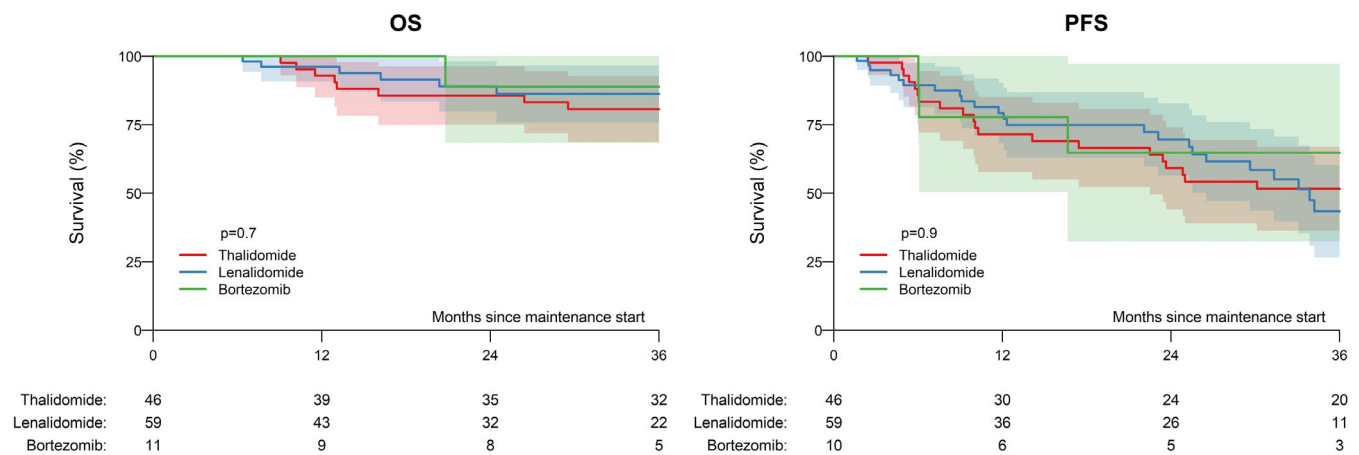 OS
100
75
50
25
0
Survival (%)
p=0.7
Thalidomide
Lenalidomide
Bortezomib
Months since maintenance start
0 12 24 36
Thalidomide: 46 39 35 32
Lenalidomide: 59 43 32 22
Bortezomib: 11 9 8 5
PFS
100
75
50
25
0
Survival (%)
p=0.9
Thalidomide
Lenalidomide
Bortezomib
Months since maintenance start
0 12 24 36
Thalidomide: 46 30 24 20
Lenalidomide: 59 36 26 11
Bortezomib: 10 6 5 3